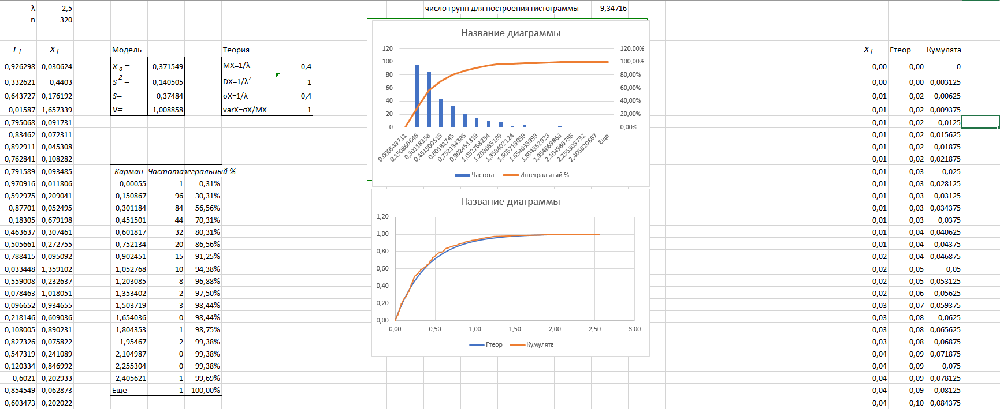 λ 2,5 число групп для построения гистограммы 9,34716
n 320
r i x i Модель Теория x i Fтеор Кумулята
0,926298 0,030624 x в = 0,371549 MX=1/λ 0,4 0,00 0,00 0
0,332621 0,4403 s 2 = 0,140505 DX=1/λ2 1 0,00 0,00 0,003125
0,643727 0,176192 s= 0,37484 σX=1/λ 0,4 0,01 0,02 0,00625
0,01587 1,657339 v= 1,008858 varX=σX/MX 1 0,01 0,02 0,009375
0,795068 0,091731 0,01 0,02 0,0125
0,83462 0,072311 0,01 0,02 0,015625
0,892911 0,045308 0,01 0,02 0,01875
0,762841 0,108282 0,01 0,02 0,021875
0,791589 0,093485 Карман Частота тегральный % 0,01 0,03 0,025
0,970916 0,011806 0,00055 1 0,31% 0,01 0,03 0,028125
0,592975 0,209041 0,150867 96 30,31% 0,01 0,03 0,03125
0,87701 0,052495 0,301184 84 56,56% 0,01 0,03 0,034375
0,18305 0,679198 0,451501 44 70,31% 0,01 0,03 0,0375
0,463637 0,307461 0,601817 32 80,31% 0,01 0,04 0,040625
0,505661 0,272755 0,752134 20 86,56% 0,01 0,04 0,04375
0,788415 0,095092 0,902451 15 91,25% 0,02 0,04 0,046875
0,033448 1,359102 1,052768 10 94,38% 0,02 0,05 0,05
0,559008 0,232637 1,203085 8 96,88% 0,02 0,05 0,053125
0,078463 1,018051 1,353402 2 97,50% 0,02 0,06 0,05625
0,096652 0,934655 1,503719 3 98,44% 0,03 0,07 0,059375
0,218146 0,609036 1,654036 0 98,44% 0,03 0,08 0,0625
0,108005 0,890231 1,804353 1 98,75% 0,03 0,08 0,065625
0,827326 0,075822 1,95467 2 99,38% 0,03 0,08 0,06875
0,547319 0,241089 2,104987 0 99,38% 0,04 0,09 0,071875
0,120334 0,846992 2,255304 0 99,38% 0,04 0,09 0,075
0,6021 0,202933 2,405621 1 99,69% 0,04 0,09 0,078125
0,854549 0,062873 Еще 1 100,00% 0,04 0,09 0,08125
0,603473 0,202022 0,04 0,10 0,084375
Название диаграммы
120 120,00%
100 100,00%
80 80,00%
60 60,00%
40 40,00%
20 20,00%
0 0,00%
0,000549711 0,150866646 0,30118358 0,451500515 0,60181745 0,752134385 0,902451319 1,052768254 1,203085189 1,353402124 1,503719059 1,654035993 1,804352928 1,954669863 2,104986798 2,255303732 2,405620667 Еще
Частота Интегральный %
Название диаграммы
1,20
1,00
0,80
0,60
0,40
0,20
0,00
0,00 0,50 1,00 1,50 2,00 2,50 3,00
Fтеор Кумулята